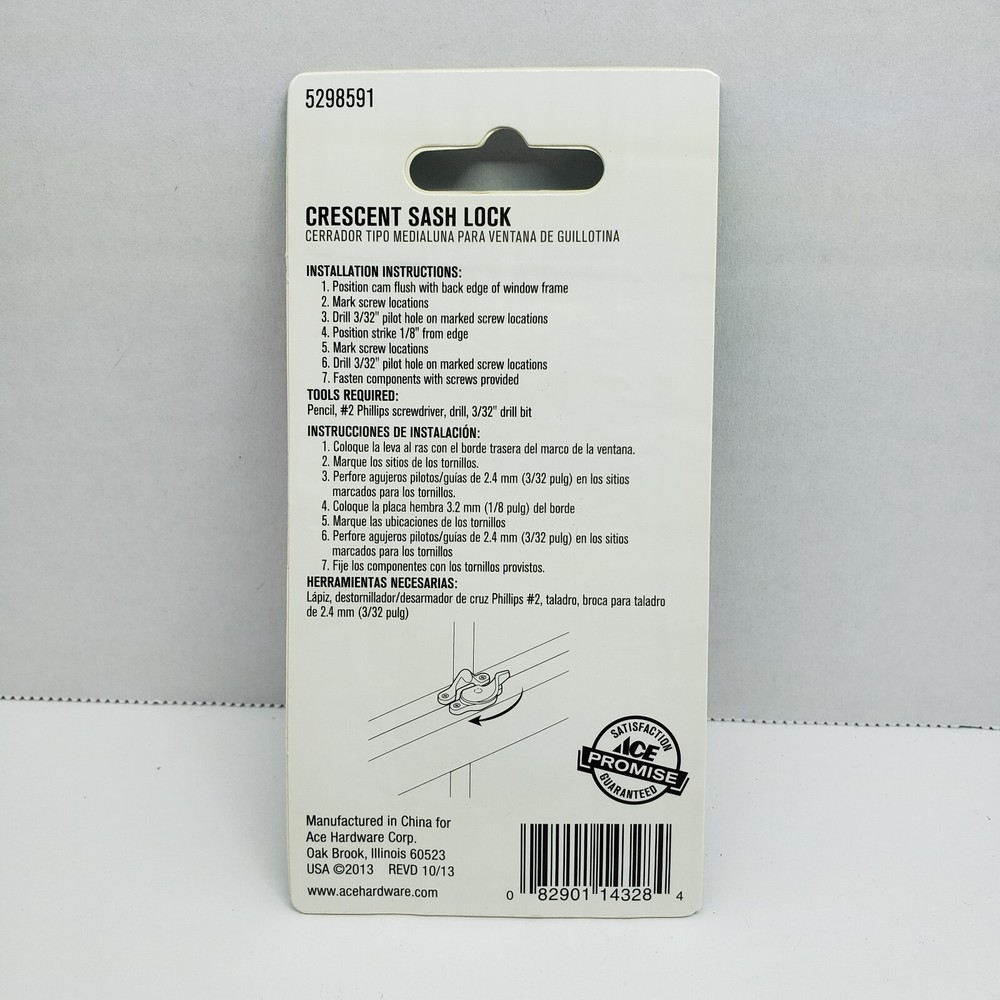 5298591
CRESCENT SASH LOCK
CERRADOR TIPO MEDIALUNA PARA VENTANA DE GUILLOTINA
INSTALLATION INSTRUCTIONS:
1. Position cam flush with back edge of window frame
2. Mark screw locations
3. Drill 3/32" pilot hole on marked screw locations
4. Position strike 1/8" from edge
5. Mark screw locations
6. Drill 3/32" pilot hole on marked screw locations
7. Fasten components with screws provided
TOOLS REQUIRED:
Pencil, #2 Phillips screwdriver, drill, 3/32" drill bit
INSTRUCCIONES DE INSTALACIÓN:
1. Coloque la leva al ras con el borde trasera del marco de la ventana.
2. Marque los sitios de los tornillos.
3. Perfore agujeros pilotos/guías de 2.4 mm (3/32 pulg) en los sitios
marcados para los tornillos.
4. Coloque la placa hembra 3.2 mm (1/8 pulg) del borde
5. Marque las ubicaciones de los tornillos
6. Perfore agujeros pilotos/guías de 2.4 mm (3/32 pulg) en los sitios
marcados para los tornillos
7. Fije los componentes con los tornillos provistos.
HERRAMIENTAS NECESARIAS:
Lápiz, destornillador/desarmador de cruz Phillips #2, taladro, broca para taladro
de 2.4 mm (3/32 pulg)
SATISFACTION
ACE
PROMISE
GUARANTEED
Manufactured in China for
Ace Hardware Corp.
Oak Brook, Illinois 60523
USA ©2013 REVD 10/13
www.acehardware.com
0 82901 14328 4